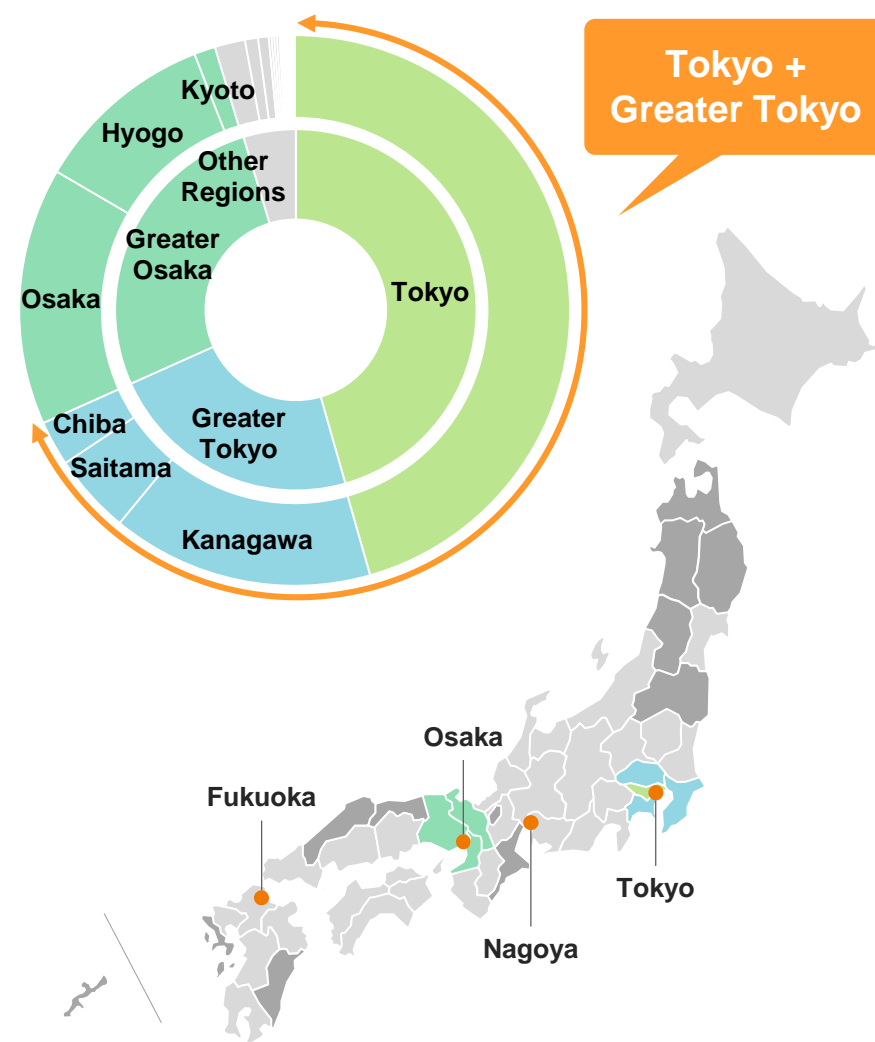 Tokyo +
Greater Tokyo
Kyoto
Hyogo
Other
Regions
Greater
Osaka
Osaka
Tokyo
Chiba
Greater
Tokyo
Saitama
Kanagawa
Osaka
Fukuoka
Tokyo
Nagoya